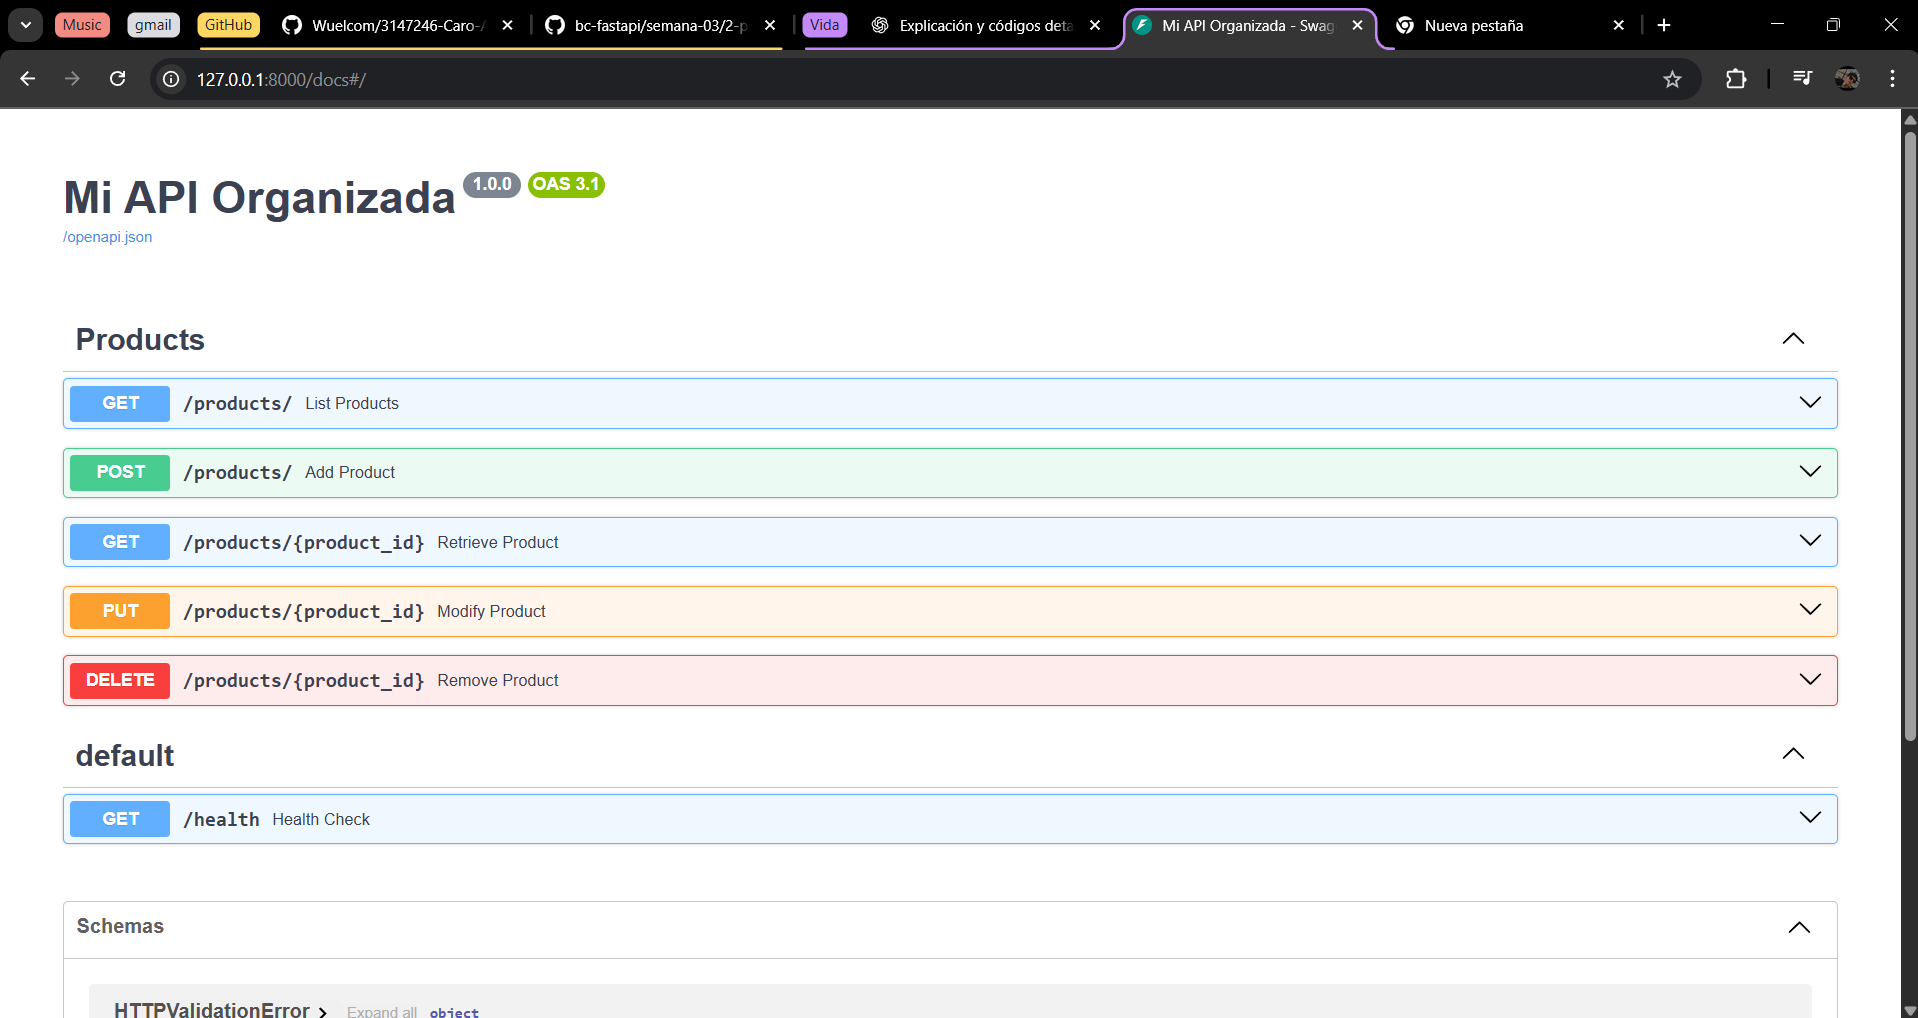 Music gmail GitHub Wuelcom/3147246-Caro-A bc-fastapi/semana-03/2-p Vida Explicación y códigos deta Mi API Organizada - Swag Nueva pestaña
127.0.0.1:8000/docs#/
Mi API Organizada 1.0.0 OAS 3.1
/openapi.json
Products
GET /products/ List Products
POST /products/ Add Product
GET /products/{product_id} Retrieve Product
PUT /products/{product_id} Modify Product
DELETE /products/{product_id} Remove Product
default
GET /health Health Check
Schemas
HTTPValidationError Expand all object